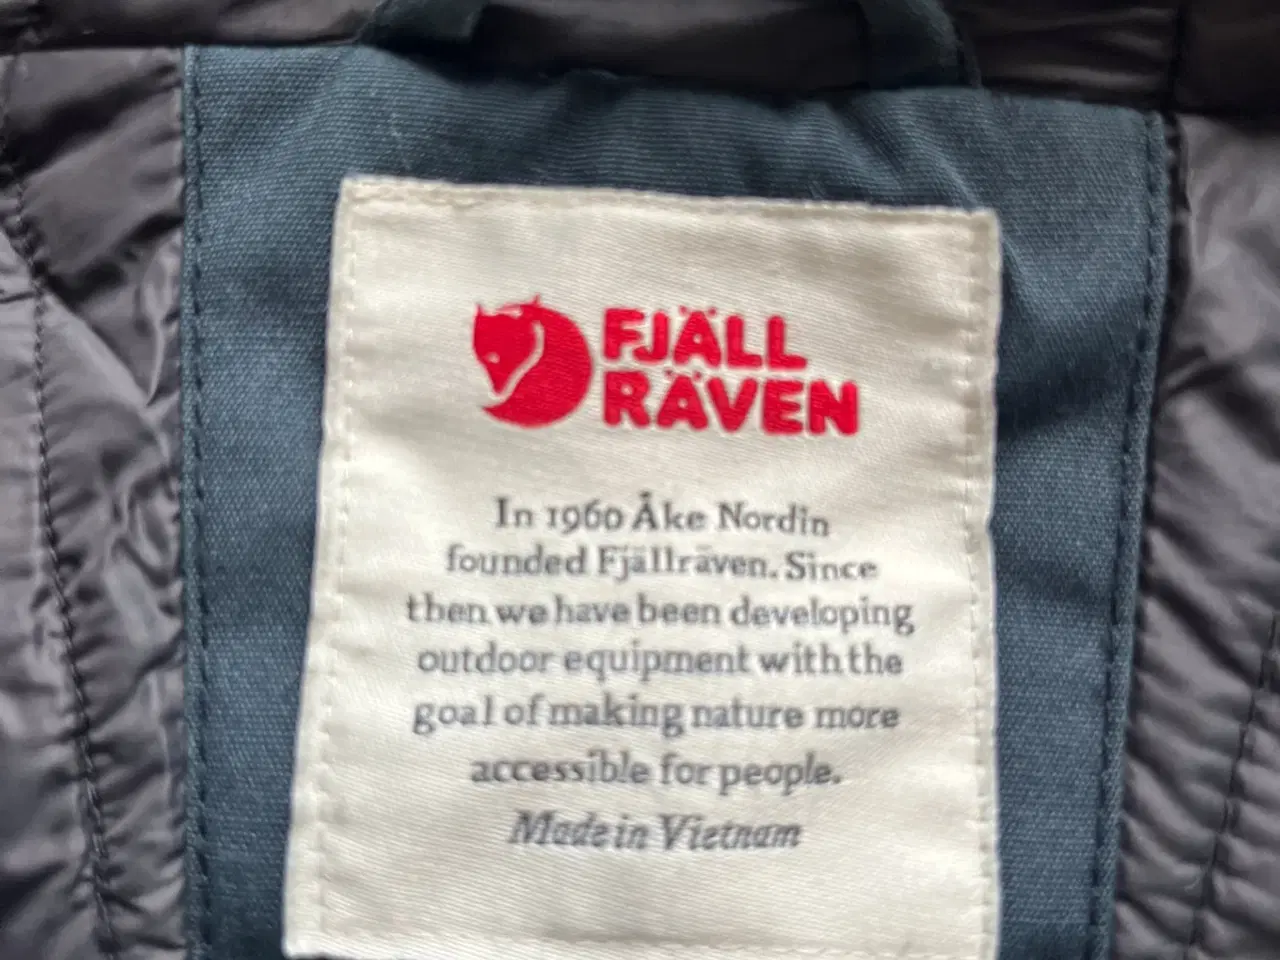 FJÄLL
RÄVEN
In 1960 Åke Nordin
founded Fjällräven. Since
then we have been developing
outdoor equipment with the
goal of making nature more
accessible for people.
Made in Vietnam